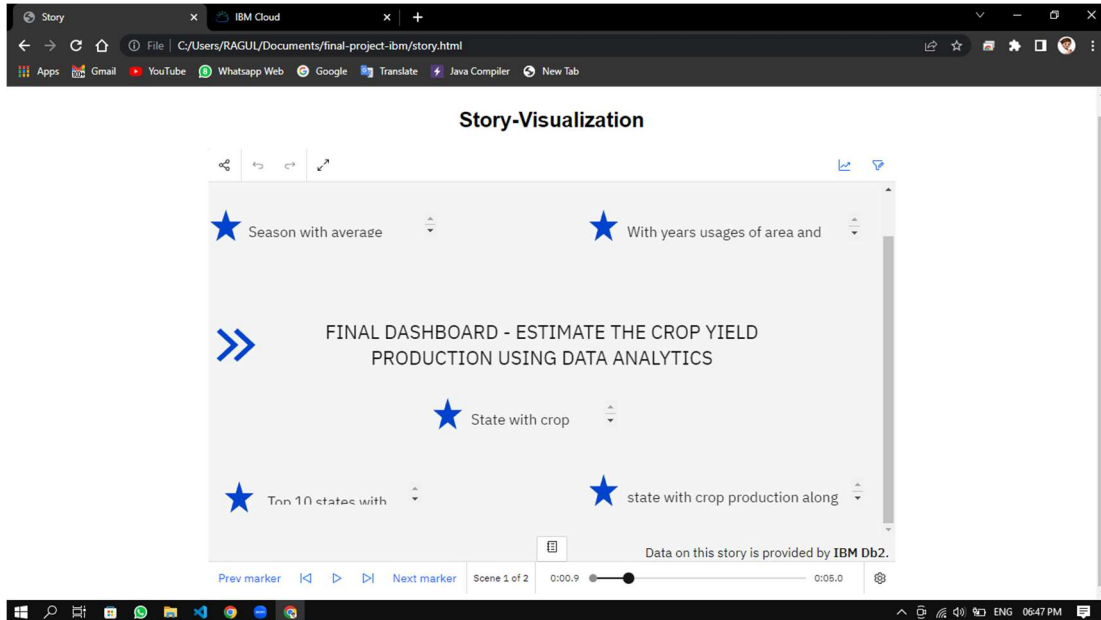 Story
IBM Cloud
File C:/Users/RAGUL/Documents/final-project-ibm/story.html
Apps Gmail YouTube Whatsapp Web Google Translate Java Compiler New Tab
Story-Visualization
Season with average
With years usages of area and
FINAL DASHBOARD - ESTIMATE THE CROP YIELD
PRODUCTION USING DATA ANALYTICS
State with crop
Top 10 states with
state with crop production along
Data on this story is provided by IBM Db2.
Prev marker Next marker Scene 1 of 2 0:00.9 0:05.0
ENG 06:47 PM